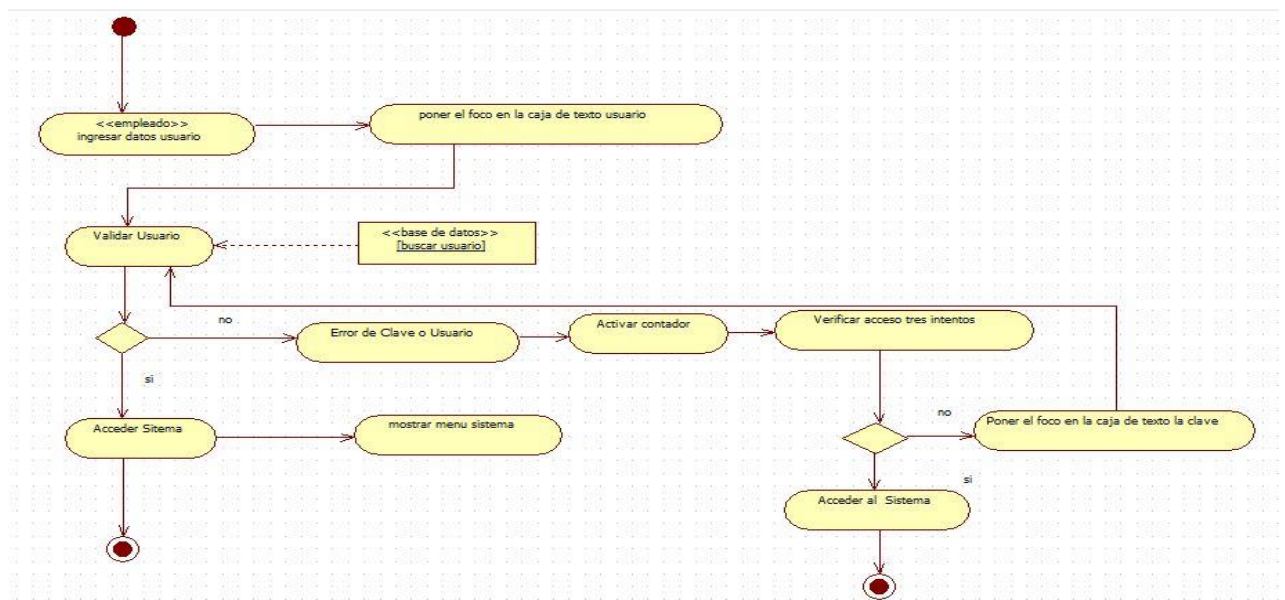 <<empleado>>
ingresar datos usuario
poner el foco en la caja de texto usuario
Validar Usuario
<<base de datos>>
[buscar usuario]
no
Error de Clave o Usuario
Activar contador
Verificar acceso tres intentos
si
Acceder Sitema
mostrar menu sistema
no
Poner el foco en la caja de texto la clave
si
Acceder al Sistema